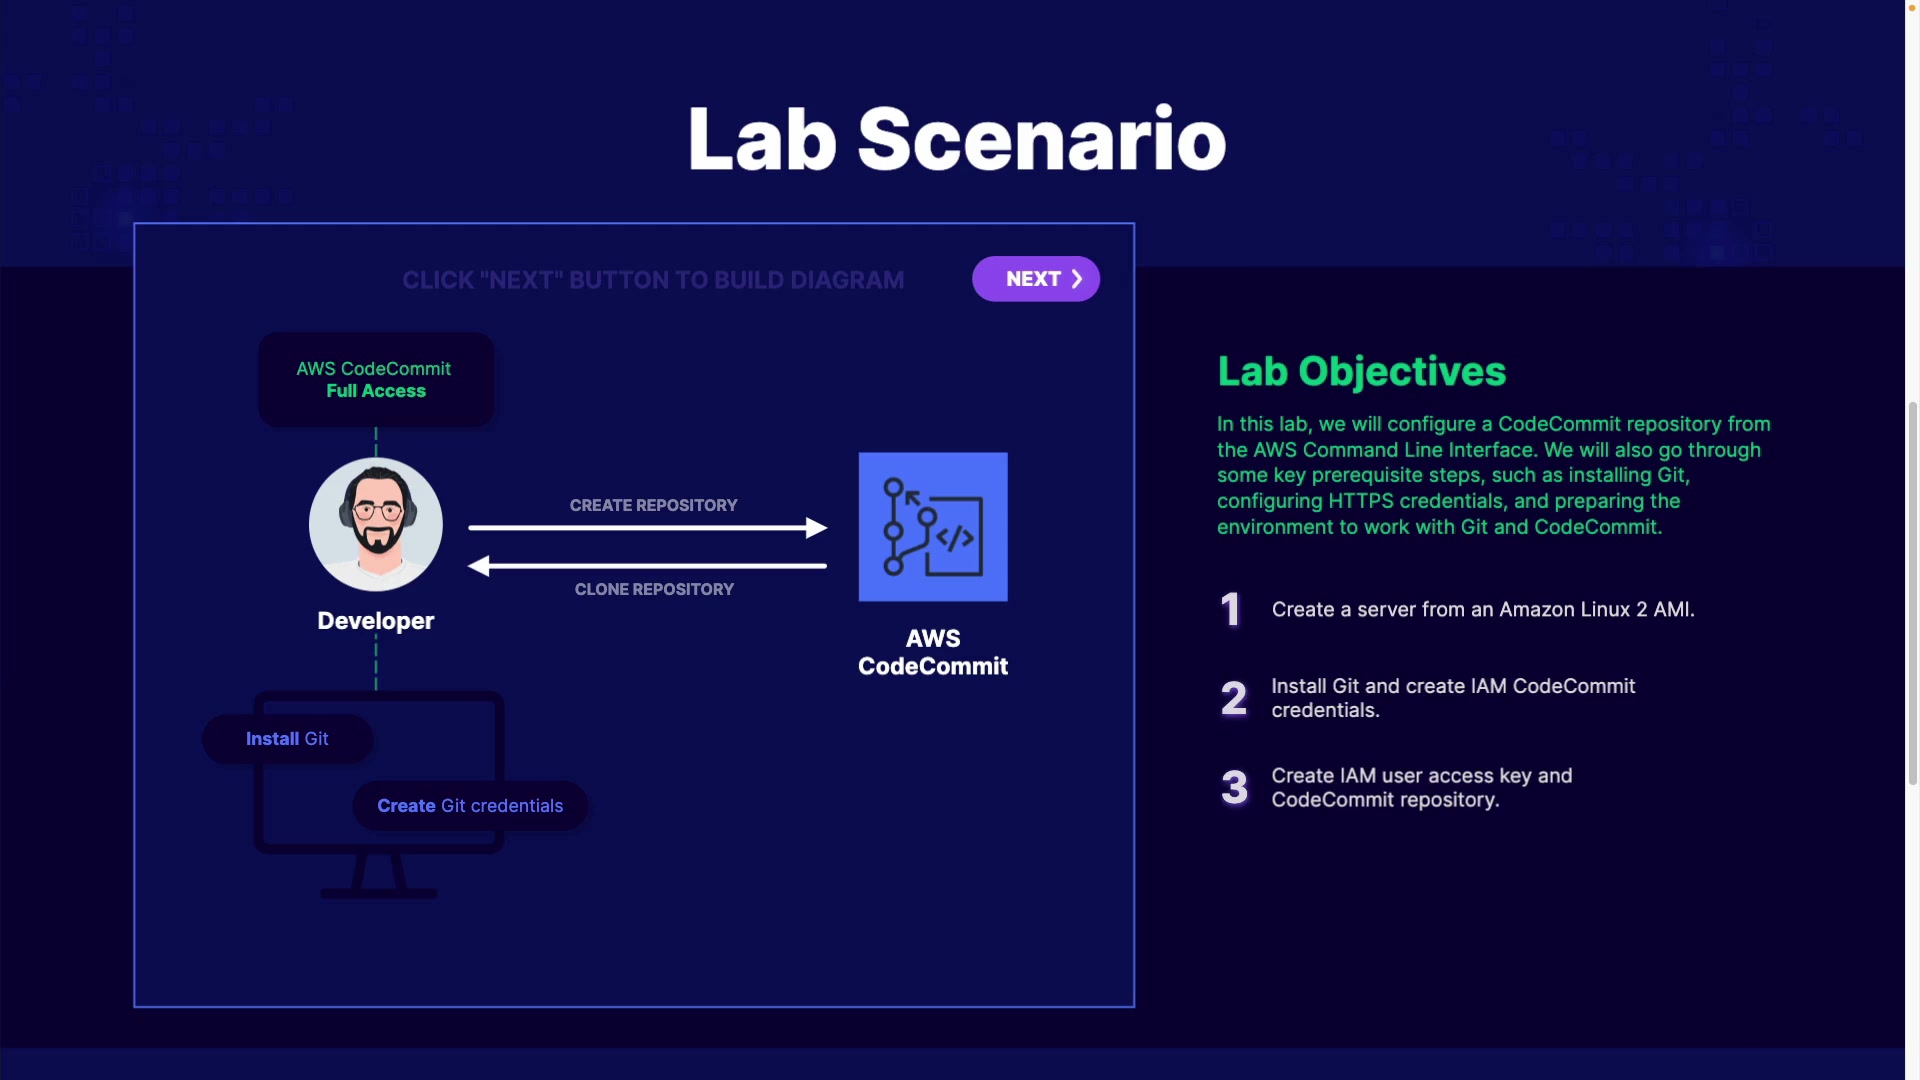 Lab Scenario
CLICK "NEXT" BUTTON TO BUILD DIAGRAM
NEXT
AWS CodeCommit
Full Access
CREATE REPOSITORY
CLONE REPOSITORY
Developer
AWS
CodeCommit
Install Git
Create Git credentials
Lab Objectives
In this lab, we will configure a CodeCommit repository from
the AWS Command Line Interface. We will also go through
some key prerequisite steps, such as installing Git,
configuring HTTPS credentials, and preparing the
environment to work with Git and CodeCommit.
1 Create a server from an Amazon Linux 2 AMI.
2 Install Git and create IAM CodeCommit
credentials.
3 Create IAM user access key and
CodeCommit repository.